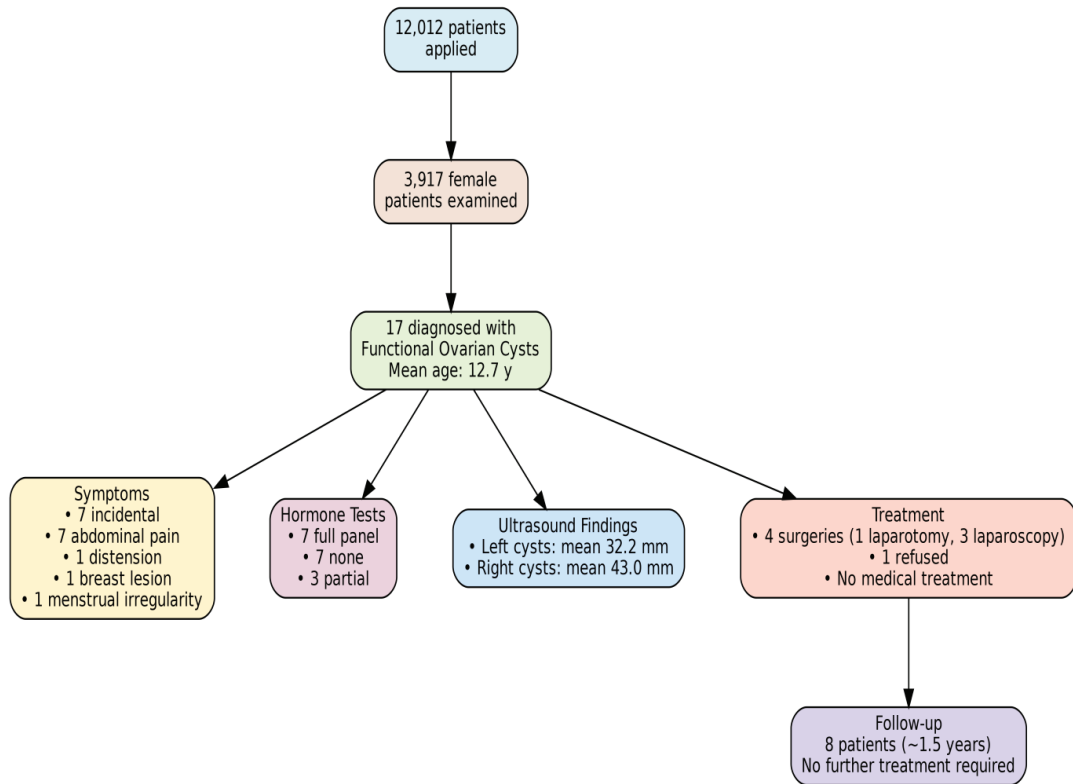 12,012 patients
applied
3,917 female
patients examined
17 diagnosed with
Functional Ovarian Cysts
Mean age: 12.7 y
Symptoms
• 7 incidental
• 7 abdominal pain
• 1 distension
• 1 breast lesion
• 1 menstrual irregularity
Hormone Tests
• 7 full panel
• 7 none
• 3 partial
Ultrasound Findings
• Left cysts: mean 32.2 mm
• Right cysts: mean 43.0 mm
Treatment
• 4 surgeries (1 laparotomy, 3 laparoscopy)
• 1 refused
• No medical treatment
Follow-up
8 patients (~1.5 years)
No further treatment required